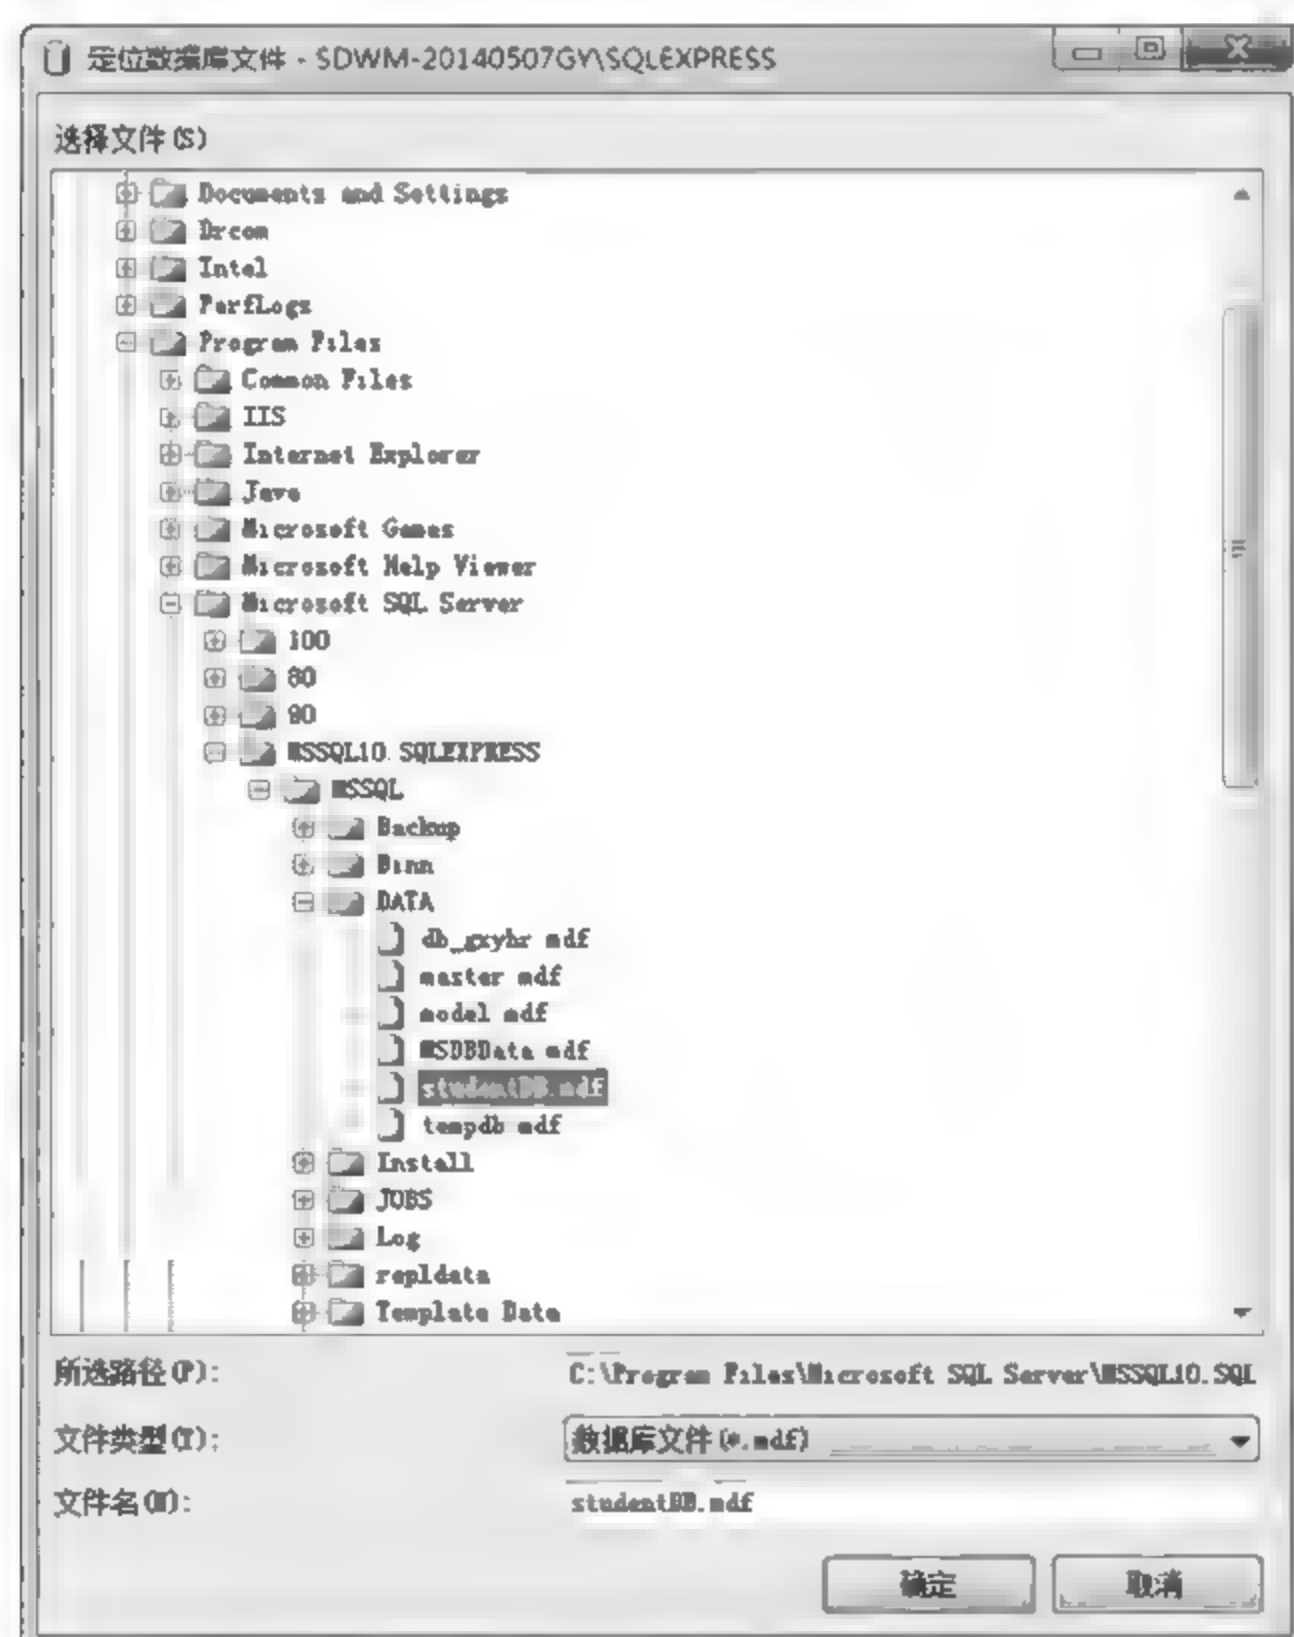 定位数据库文件 - SDWM-20140507GY\SQLEXPRESS
选择文件(S)
Documents and Settings
Drcom
Intel
PerfLogs
Program Files
Common Files
IIS
Internet Explorer
Java
Microsoft Games
Microsoft Help Viewer
Microsoft SQL Server
100
80
90
MSSQL10.SQLEXPRESS
MSSQL
Backup
Binn
DATA
db_gxyhr.mdf
master.mdf
model.mdf
MSDBData.mdf
studentDB.mdf
tempdb.mdf
Install
JOBS
Log
repldata
Template Data
所选路径(P):
C:\Program Files\Microsoft SQL Server\MSSQL10.SQL
文件类型(T):
数据库文件(*.mdf)
文件名(N):
studentDB.mdf
确定
取消